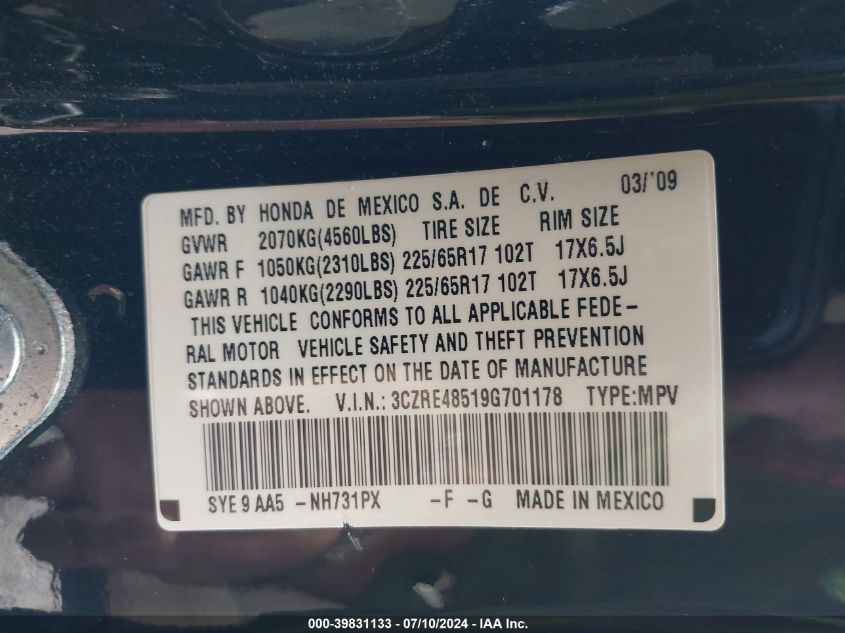 03/'09
MFD. BY HONDA DE MEXICO S.A. DE C.V.
GVWR 2070KG(4560LBS) TIRE SIZE RIM SIZE
GAWR F 1050KG(2310LBS) 225/65R17 102T 17X6.5J
GAWR R 1040KG(2290LBS) 225/65R17 102T 17X6.5J
THIS VEHICLE CONFORMS TO ALL APPLICABLE FEDE-
RAL MOTOR VEHICLE SAFETY AND THEFT PREVENTION
STANDARDS IN EFFECT ON THE DATE OF MANUFACTURE
SHOWN ABOVE. V.I.N.: 3CZRE48519G701178 TYPE:MPV
SYE 9 AA5 -NH731PX -F -G MADE IN MEXICO
000-39831133 - 07/10/2024 - IAA Inc.